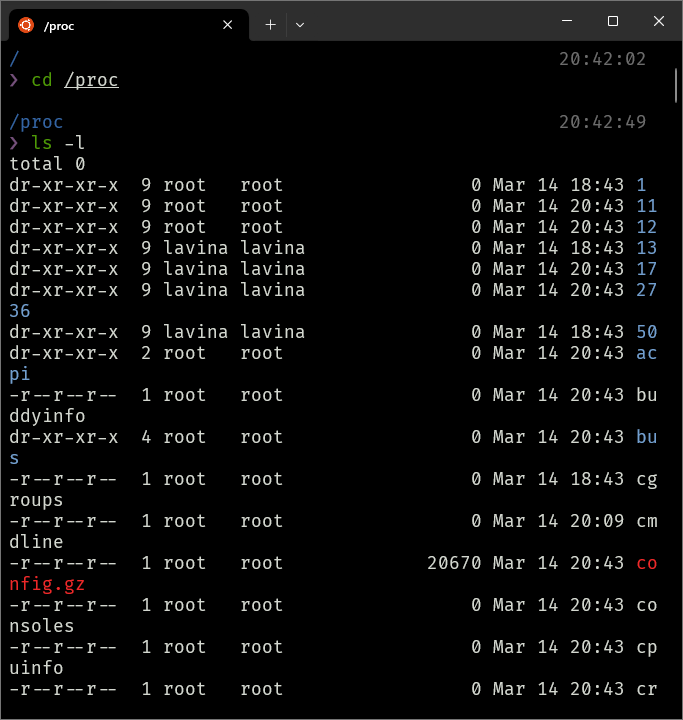 /proc
/ 20:42:02
❯ cd /proc
/proc 20:42:49
❯ ls -l
total 0
dr-xr-xr-x  9 root   root                 0 Mar 14 18:43 1
dr-xr-xr-x  9 root   root                 0 Mar 14 20:43 11
dr-xr-xr-x  9 root   root                 0 Mar 14 20:43 12
dr-xr-xr-x  9 lavina lavina               0 Mar 14 18:43 13
dr-xr-xr-x  9 lavina lavina               0 Mar 14 20:43 17
dr-xr-xr-x  9 lavina lavina               0 Mar 14 20:43 27
36
dr-xr-xr-x  9 lavina lavina               0 Mar 14 18:43 50
dr-xr-xr-x  2 root   root                 0 Mar 14 20:43 ac
pi
-r--r--r--  1 root   root                 0 Mar 14 20:43 bu
ddyinfo
dr-xr-xr-x  4 root   root                 0 Mar 14 20:43 bu
s
-r--r--r--  1 root   root                 0 Mar 14 18:43 cg
roups
-r--r--r--  1 root   root                 0 Mar 14 20:09 cm
dline
-r--r--r--  1 root   root             20670 Mar 14 20:43 co
nfig.gz
-r--r--r--  1 root   root                 0 Mar 14 20:43 co
nsoles
-r--r--r--  1 root   root                 0 Mar 14 20:43 cp
uinfo
-r--r--r--  1 root   root                 0 Mar 14 20:43 cr